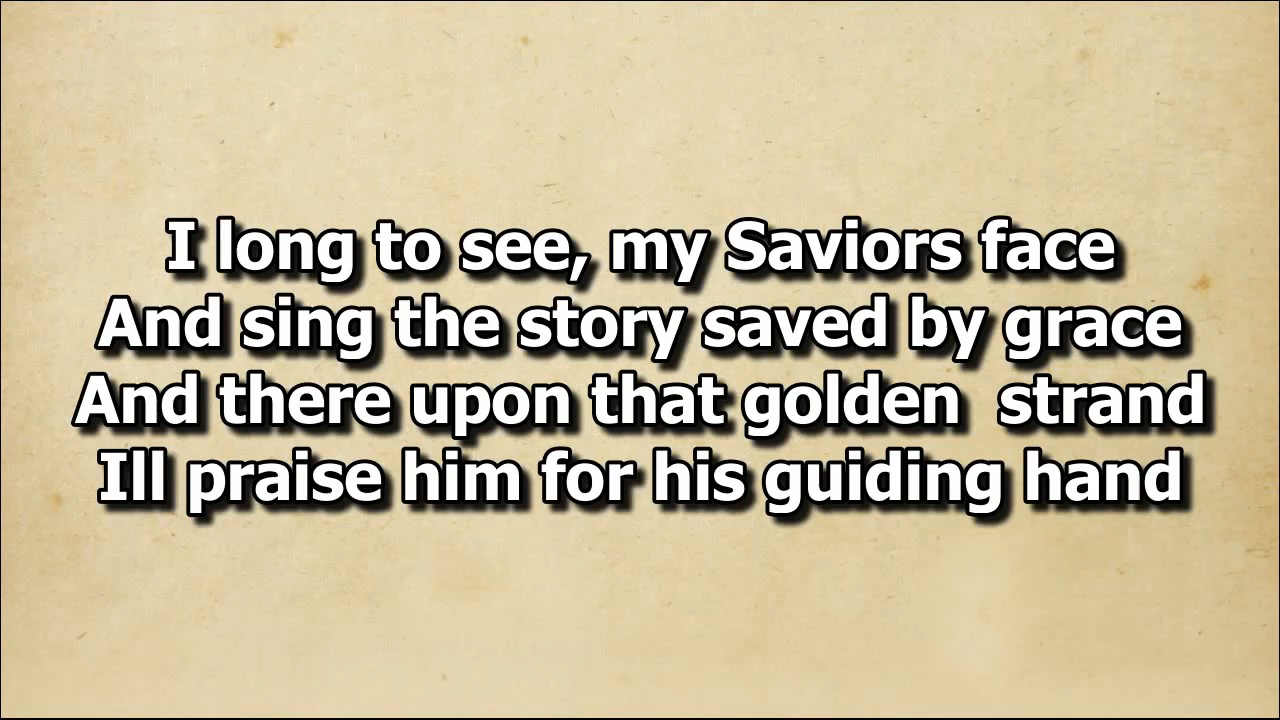 I long to see, my Saviors face
And sing the story saved by grace
And there upon that golden  strand
Ill praise him for his guiding hand